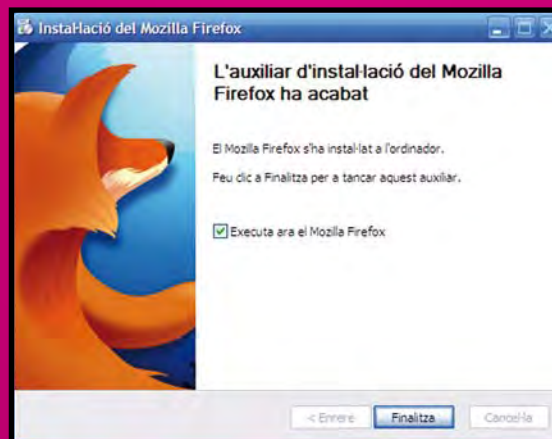 Instal·lació del Mozilla Firefox
L'auxiliar d'instal·lació del Mozilla
Firefox ha acabat
El Mozilla Firefox s'ha instal·lat a l'ordinador.
Feu clic a Finalitza per a tancar aquest auxiliar.
Executa ara el Mozilla Firefox
< Enrere
Finalitza
Cancel·la